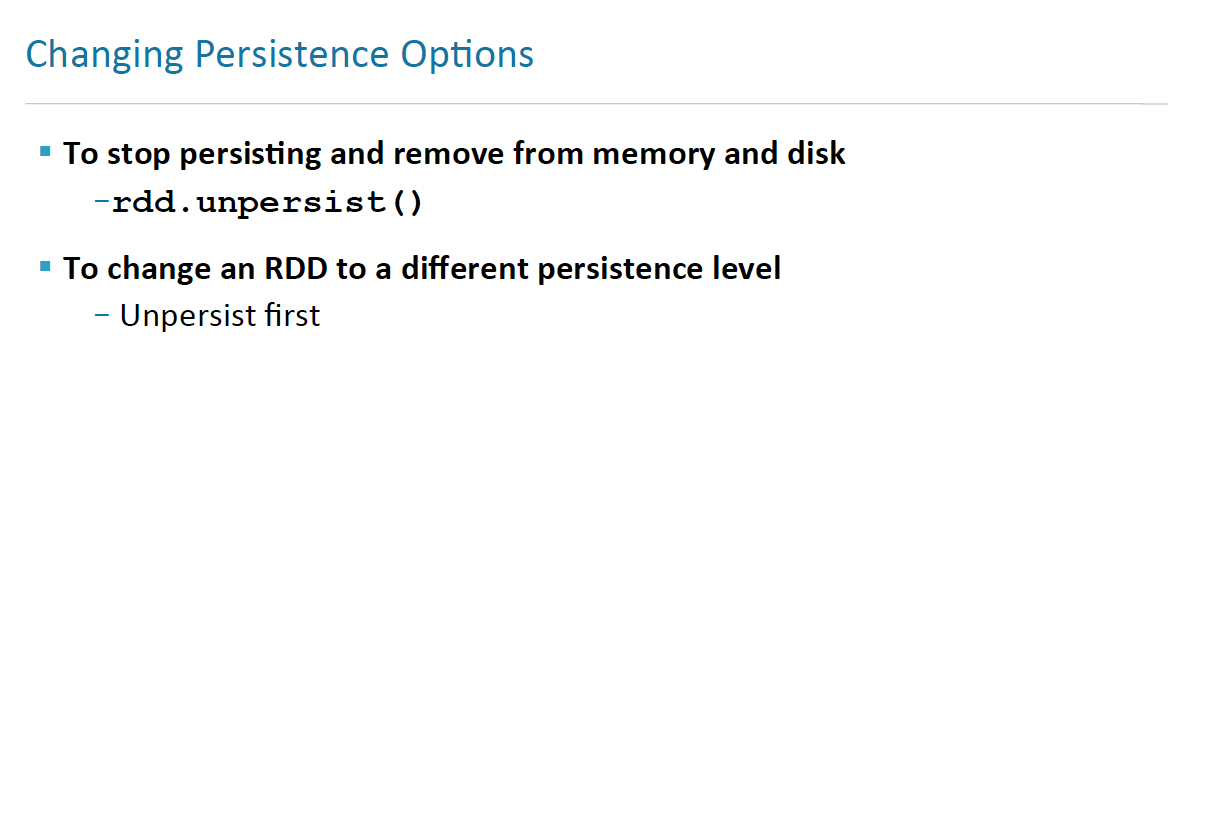 Changing Persistence Options
▪ To stop persisting and remove from memory and disk
–rdd.unpersist()
▪ To change an RDD to a different persistence level
– Unpersist first